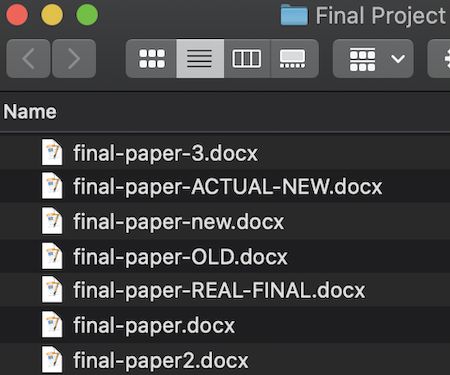 Final Project
Name
final-paper-3.docx
final-paper-ACTUAL-NEW.docx
final-paper-new.docx
final-paper-OLD.docx
final-paper-REAL-FINAL.docx
final-paper.docx
final-paper2.docx